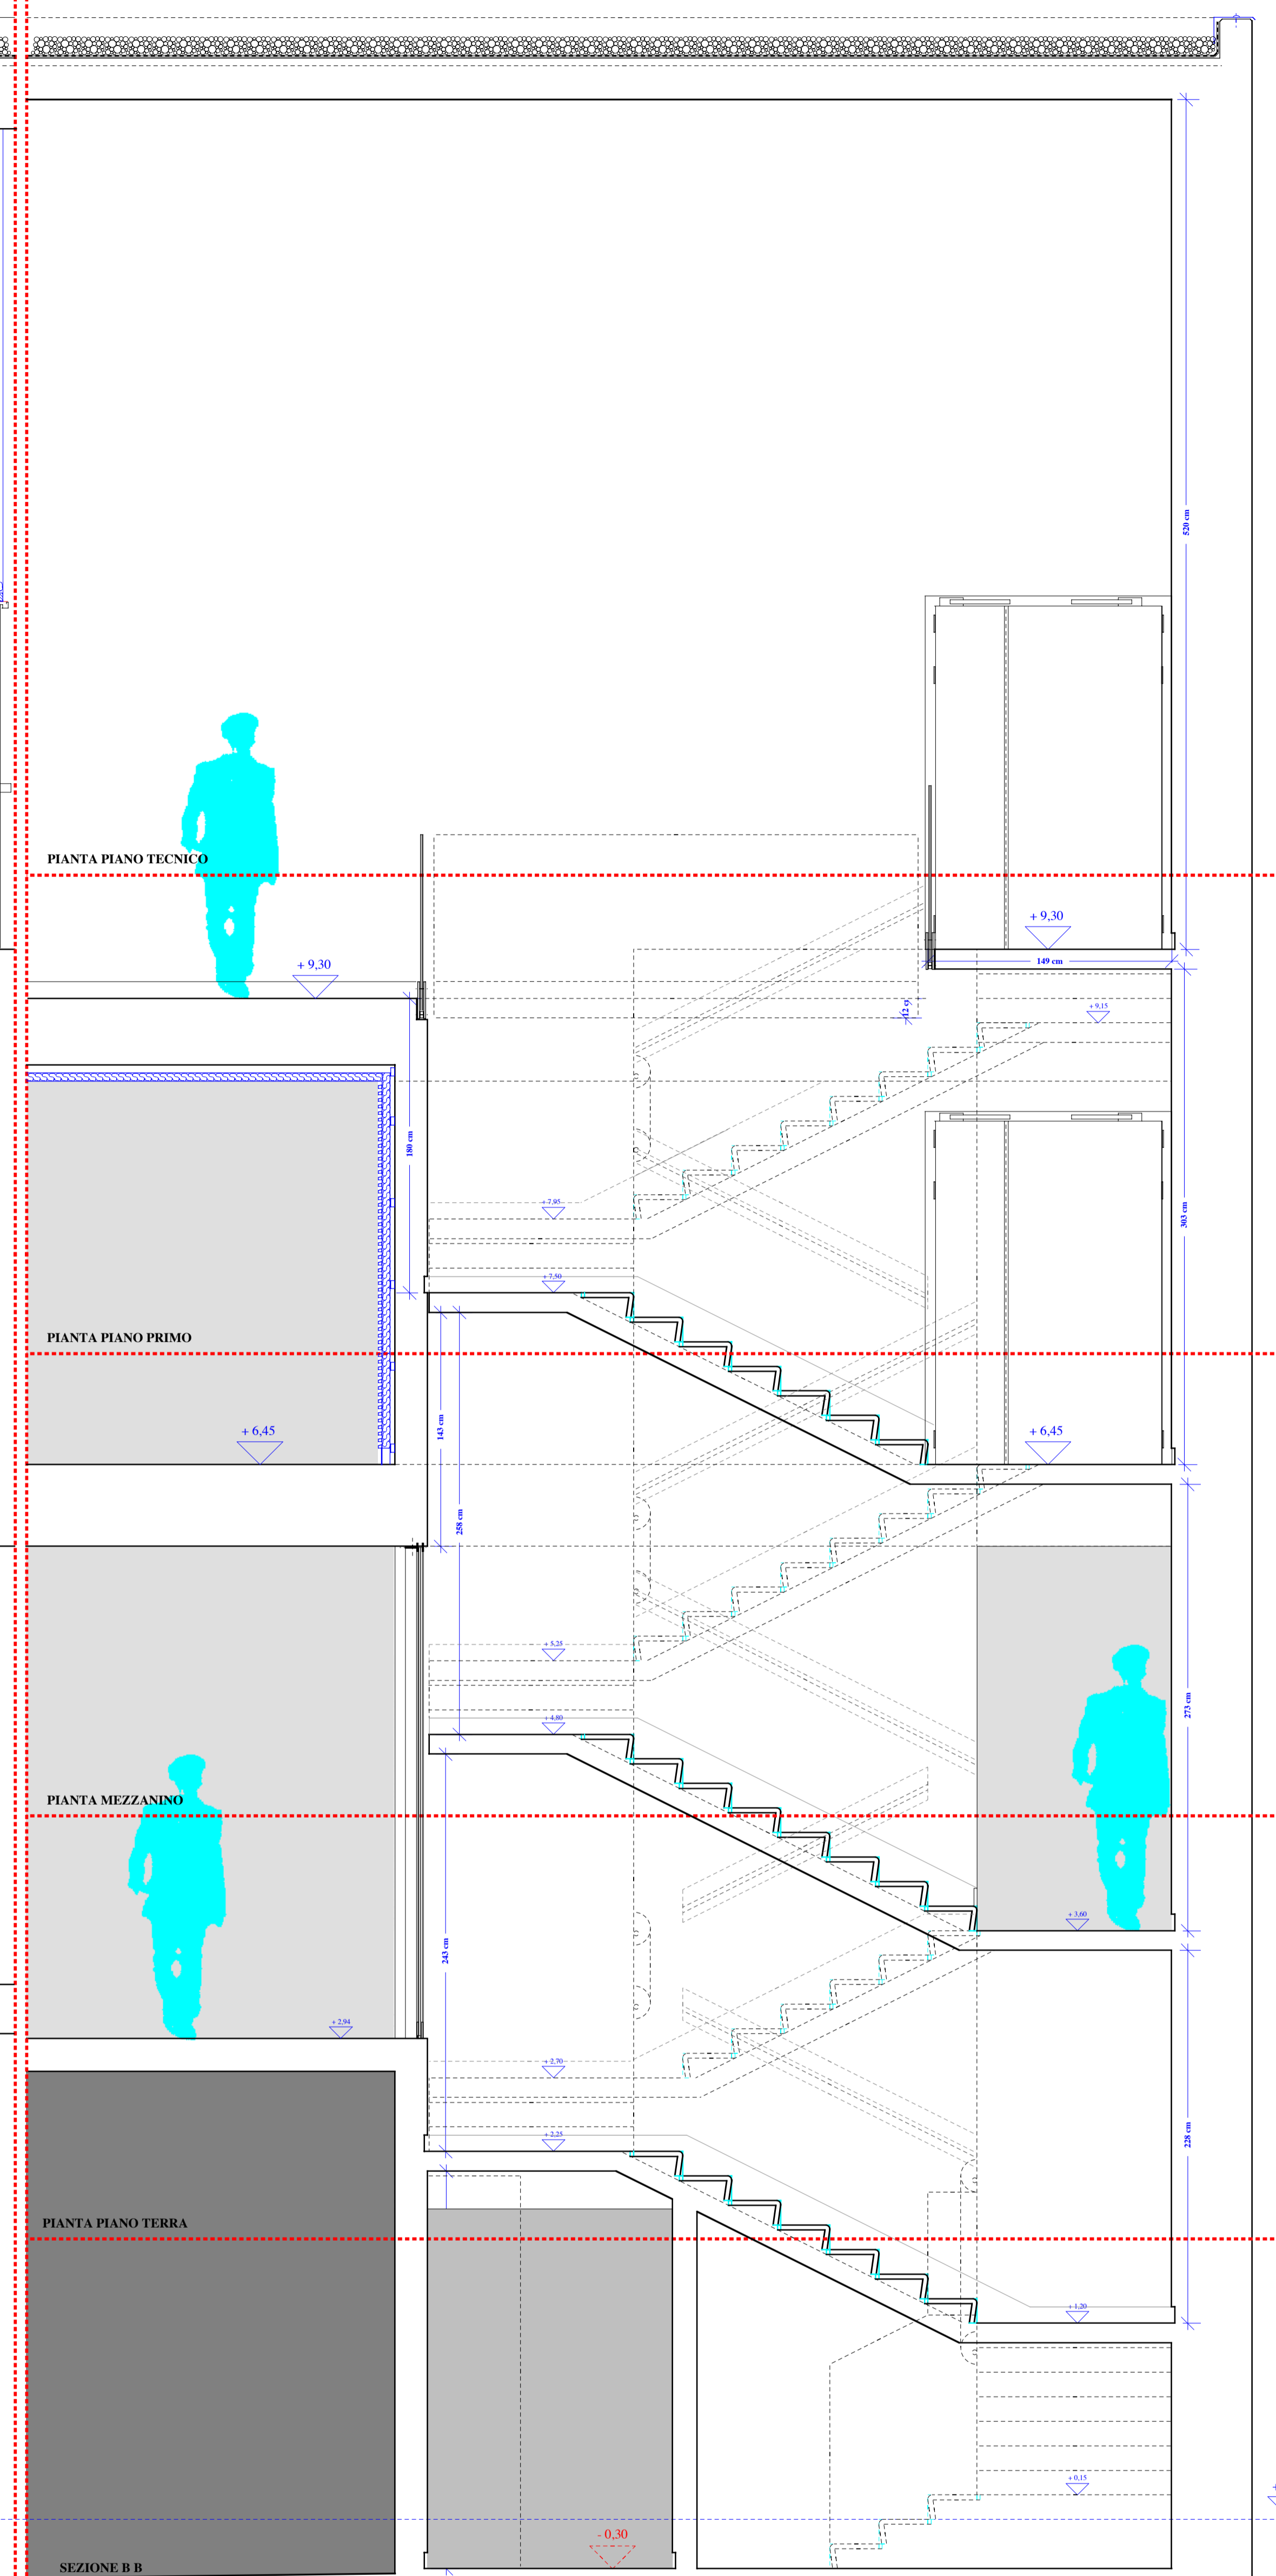 520 cm
PIANTA PIANO TECNICO
+ 9,30
+ 9,30
149 cm
+ 9,15
180 cm
+ 7,95
303 cm
+ 7,50
PIANTA PIANO PRIMO
143 cm
+ 6,45
+ 6,45
258 cm
+ 5,25
273 cm
+ 4,80
PIANTA MEZZANINO
+ 3,60
243 cm
+ 2,94
+ 2,70
228 cm
+ 2,25
PIANTA PIANO TERRA
+ 1,20
+ 0,15
- 0,30
SEZIONE B B